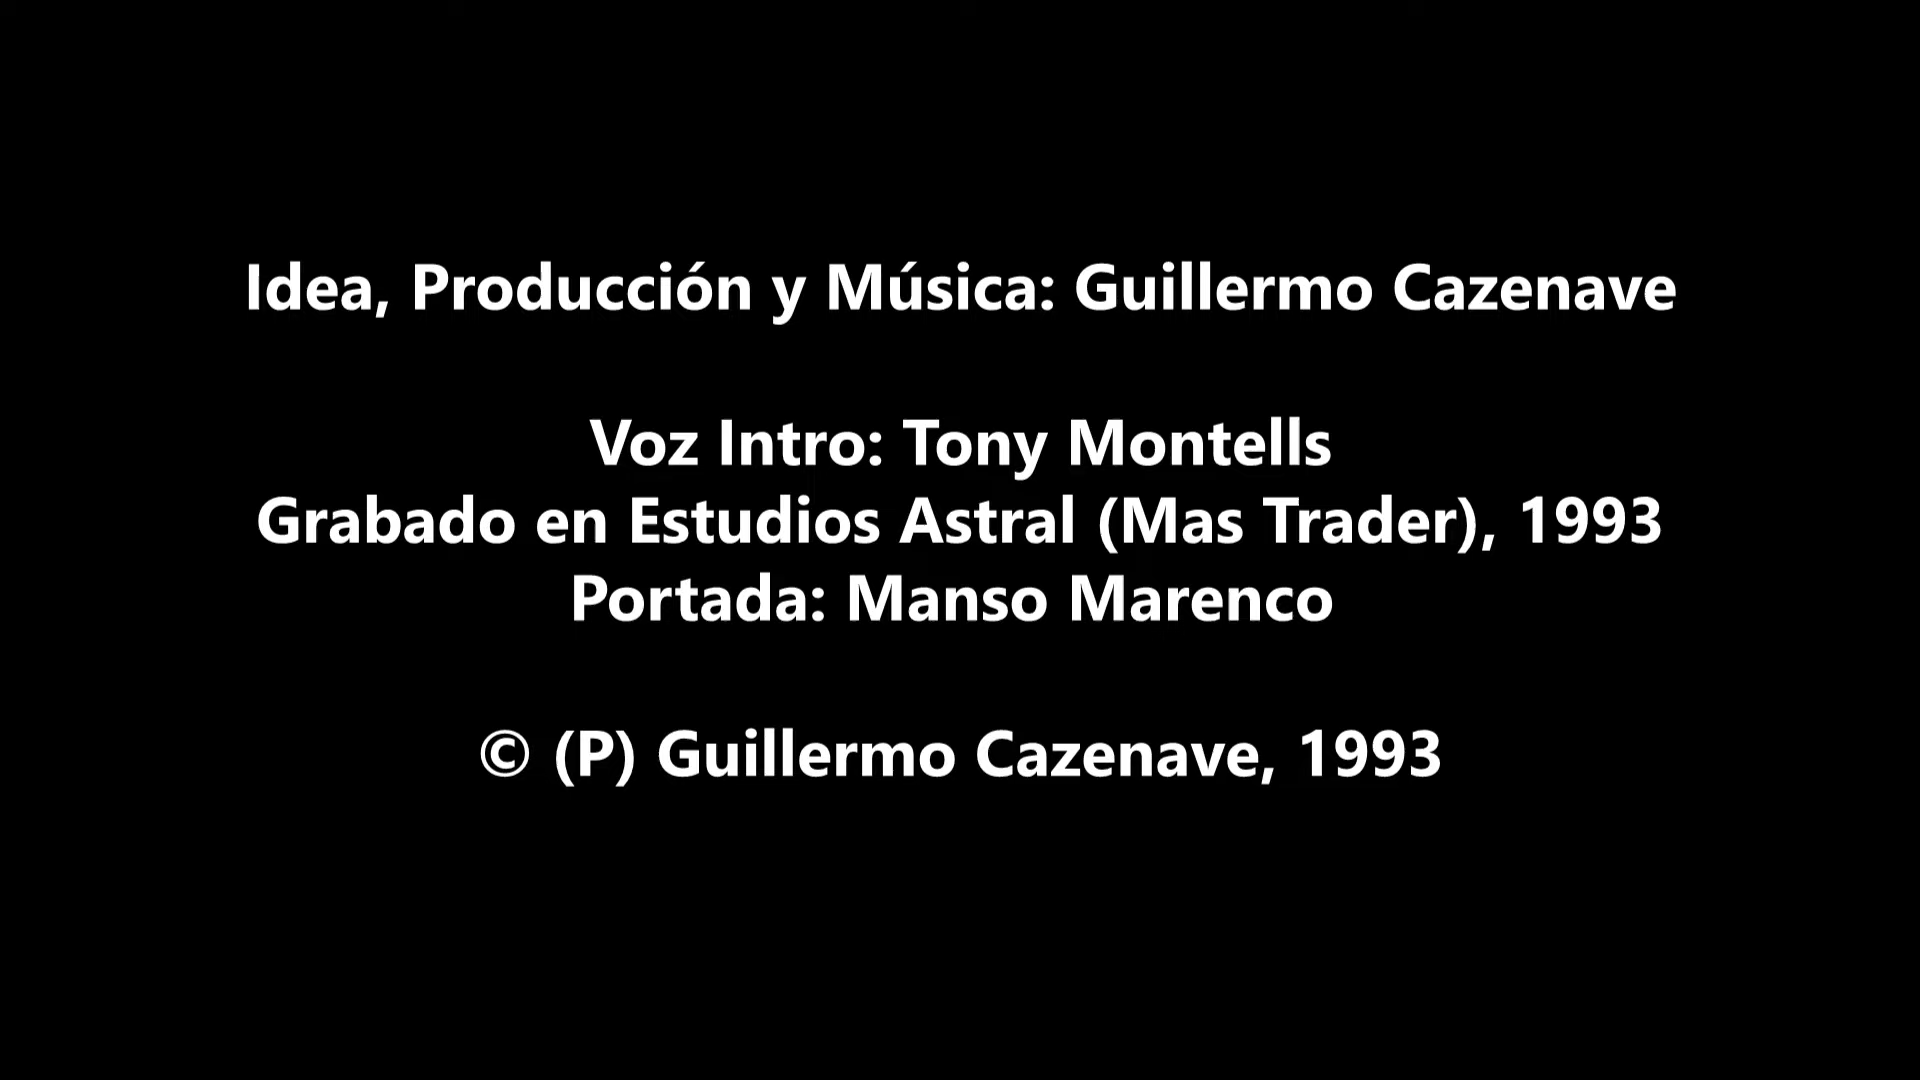 Idea, Producción y Música: Guillermo Cazenave
Voz Intro: Tony Montells
Grabado en Estudios Astral (Mas Trader), 1993
Portada: Manso Marenco
© (P) Guillermo Cazenave, 1993